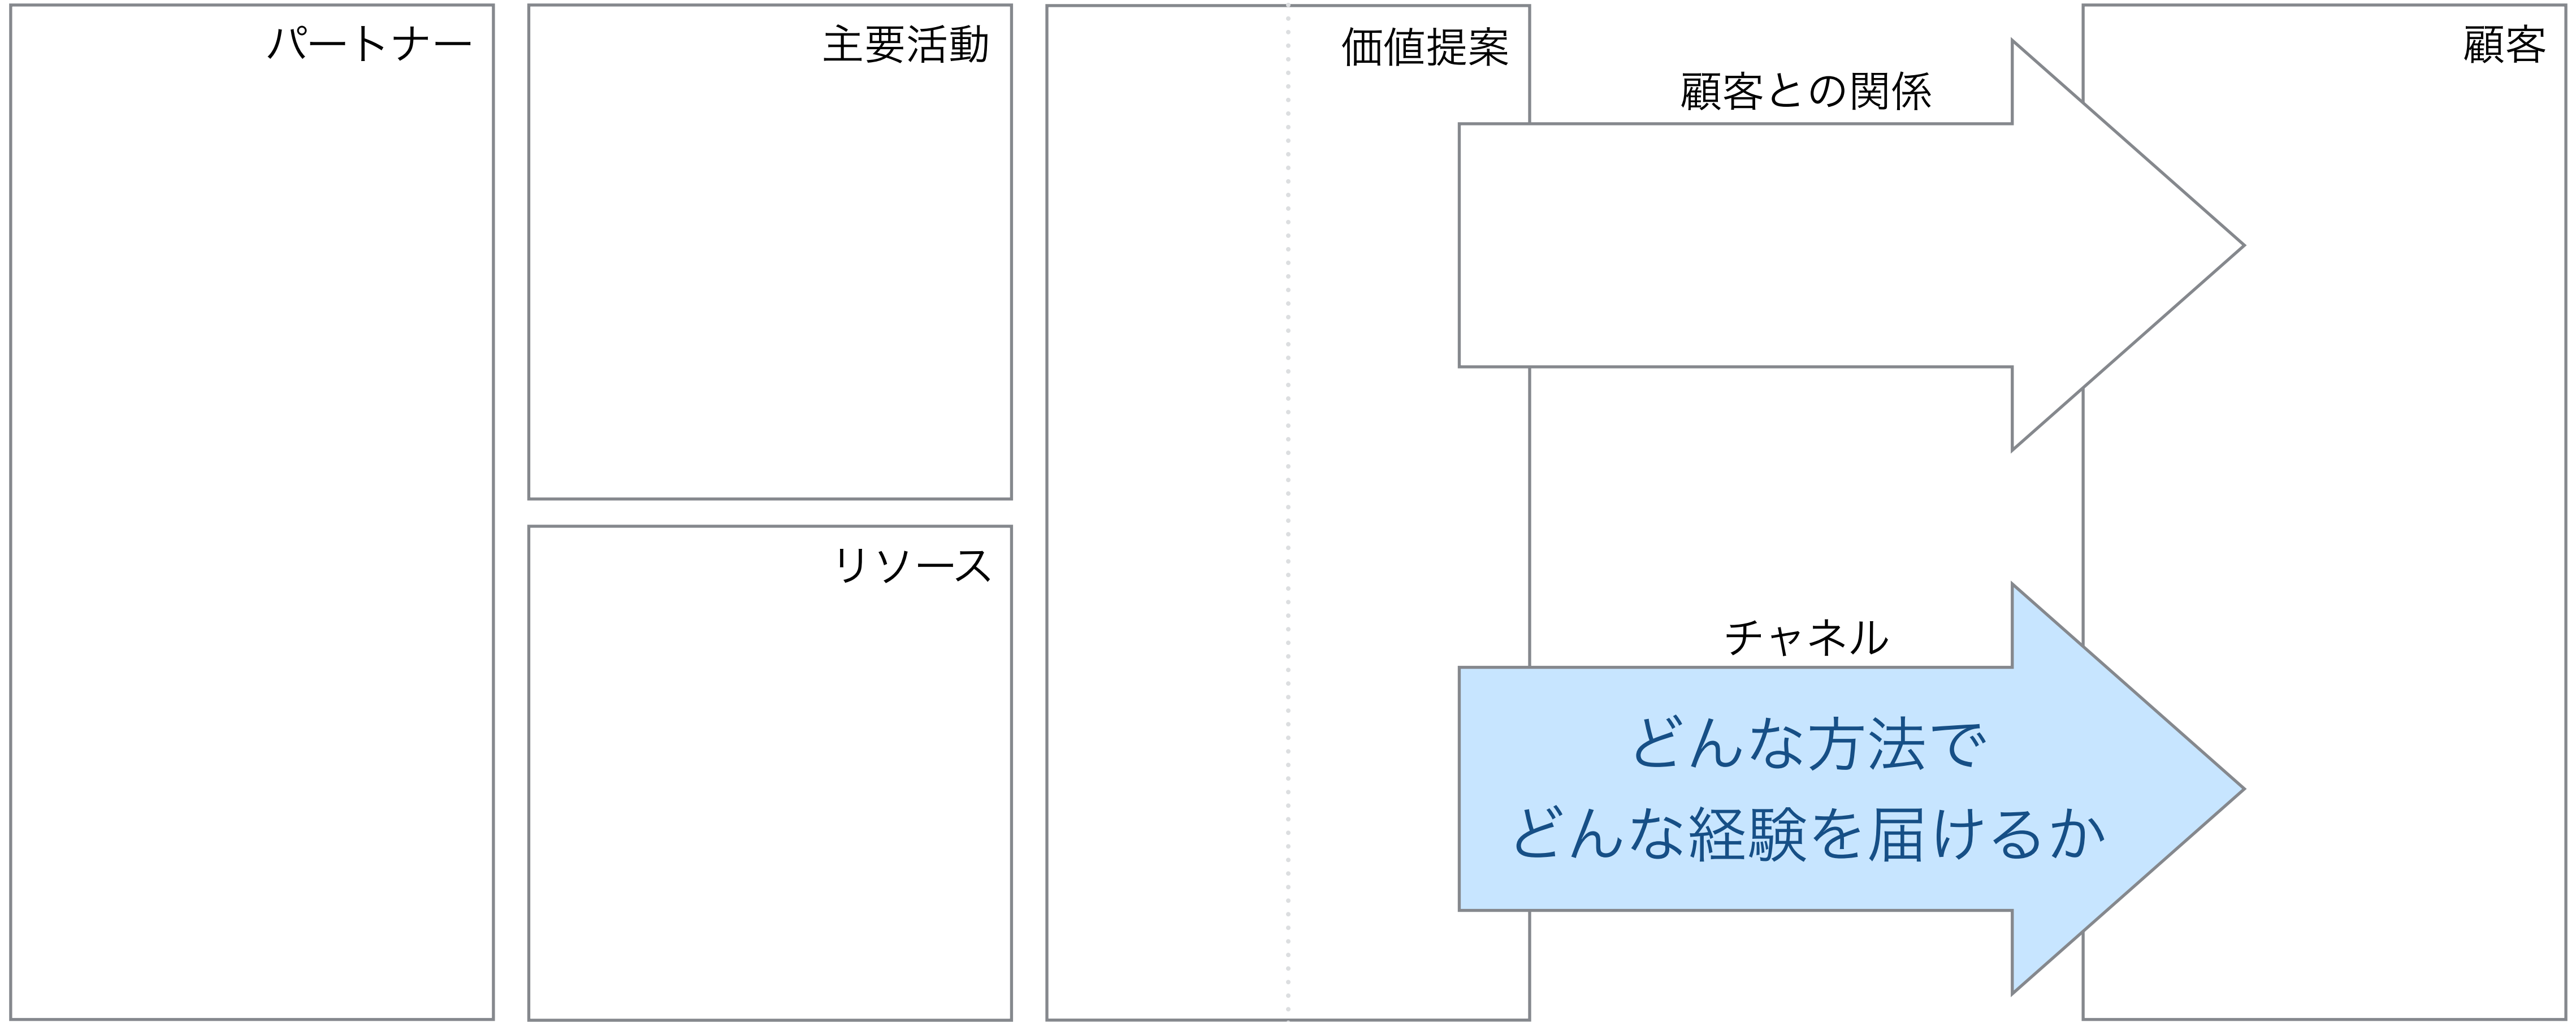 パートナー
主要活動
リソース
価値提案
顧客との関係
チャネル
どんな方法で
どんな経験を届けるか
顧客